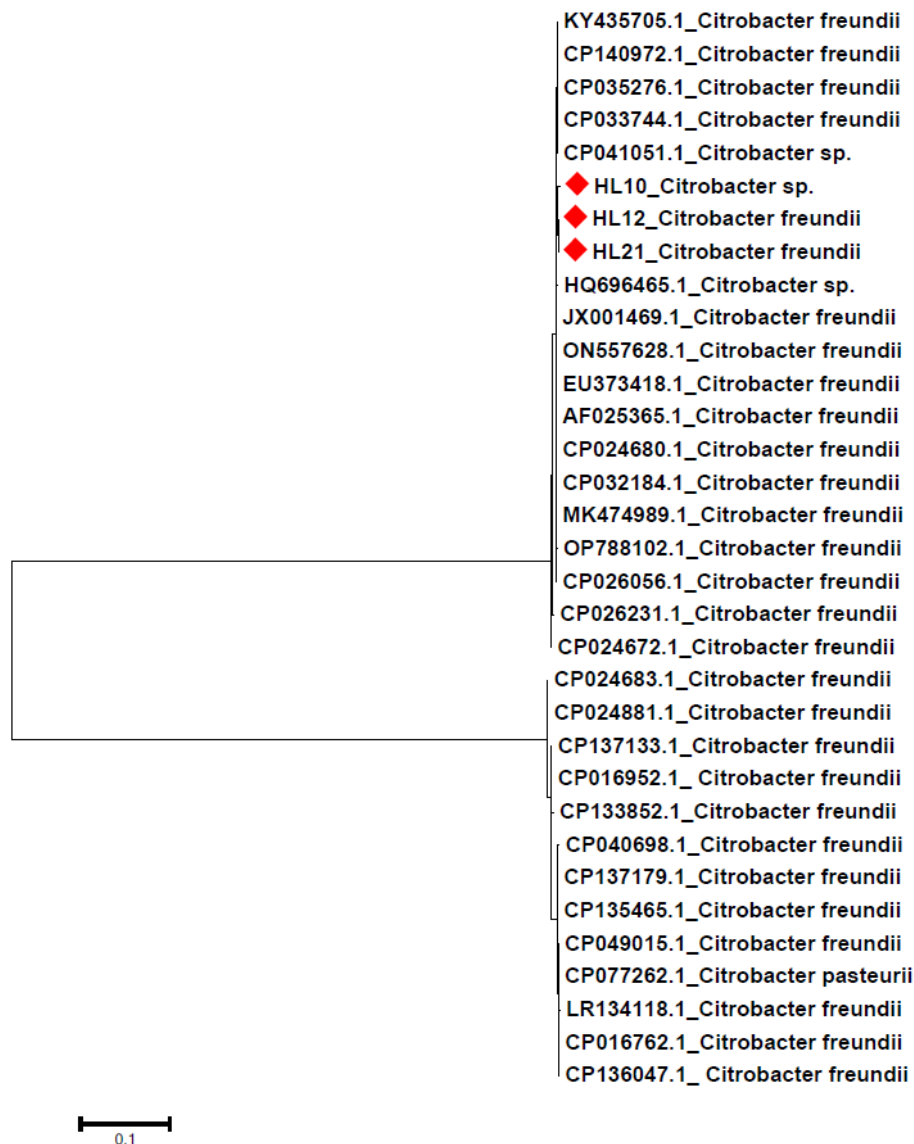 KY435705.1_Citrobacter freundii
CP140972.1_Citrobacter freundii
CP035276.1_Citrobacter freundii
CP033744.1_Citrobacter freundii
CP041051.1_Citrobacter sp.
HL10_Citrobacter sp.
HL12_Citrobacter freundii
HL21_Citrobacter freundii
HQ696465.1_Citrobacter sp.
JX001469.1_Citrobacter freundii
ON557628.1_Citrobacter freundii
EU373418.1_Citrobacter freundii
AF025365.1_Citrobacter freundii
CP024680.1_Citrobacter freundii
CP032184.1_Citrobacter freundii
MK474989.1_Citrobacter freundii
OP788102.1_Citrobacter freundii
CP026056.1_Citrobacter freundii
CP026231.1_Citrobacter freundii
CP024672.1_Citrobacter freundii
CP024683.1_Citrobacter freundii
CP024881.1_Citrobacter freundii
CP137133.1_Citrobacter freundii
CP016952.1_ Citrobacter freundii
CP133852.1_Citrobacter freundii
CP040698.1_Citrobacter freundii
CP137179.1_Citrobacter freundii
CP135465.1_Citrobacter freundii
CP049015.1_Citrobacter freundii
CP077262.1_Citrobacter pasteurii
LR134118.1_Citrobacter freundii
CP016762.1_Citrobacter freundii
CP136047.1_ Citrobacter freundii
0.1